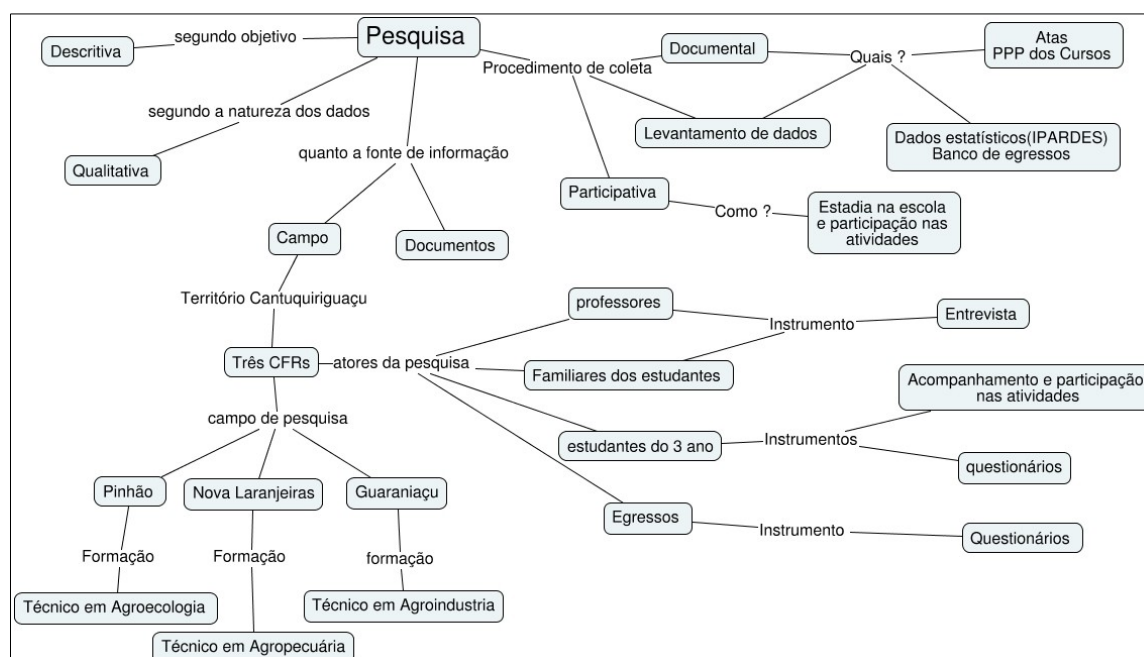 Pesquisa
segundo objetivo
Descritiva
segundo a natureza dos dados
Qualitativa
quanto a fonte de informação
Campo
Documentos
Procedimento de coleta
Documental
Quais ?
Atas
PPP dos Cursos
Levantamento de dados
Dados estatísticos(IPARDES)
Banco de egressos
Participativa
Como ?
Estadia na escola
e participação nas
atividades
Território Cantuquiriguaçu
Três CFRs
atores da pesquisa
professores
Instrumento
Entrevista
Familiares dos estudantes
estudantes do 3 ano
Instrumentos
Acompanhamento e participação
nas atividades
questionários
Egressos
Instrumento
Questionários
campo de pesquisa
Pinhão
Nova Laranjeiras
Guaraniaçu
Formação
Formação
formação
Técnico em Agroecologia
Técnico em Agropecuária
Técnico em Agroindustria